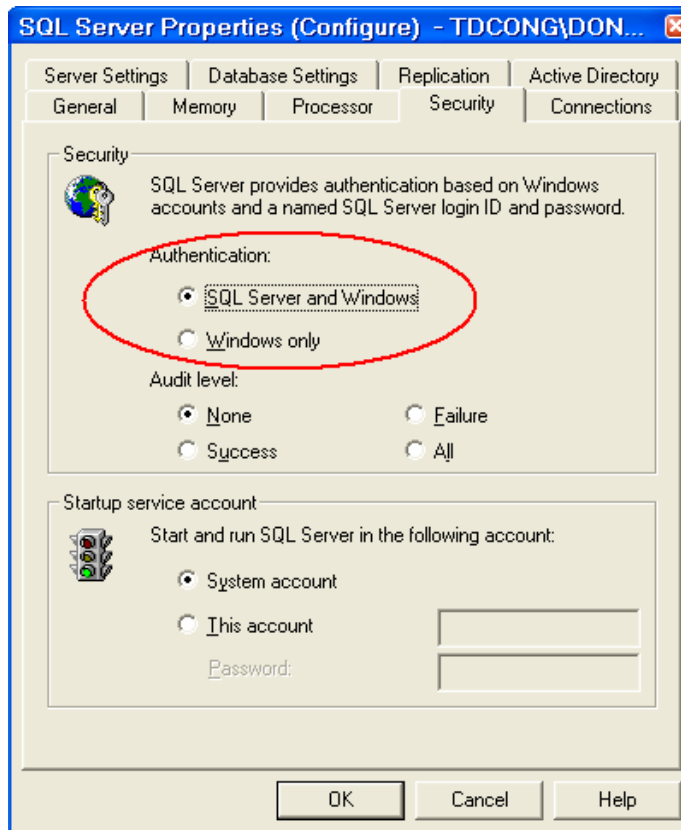 SQL Server Properties (Configure) - TDCONG\DON...
Server Settings
Database Settings
Replication
Active Directory
General
Memory
Processor
Security
Connections
Security
SQL Server provides authentication based on Windows
accounts and a named SQL Server login ID and password.
Authentication:
SQL Server and Windows
Windows only
Audit level:
None
Failure
Success
All
Startup service account
Start and run SQL Server in the following account:
System account
This account
Password:
OK
Cancel
Help